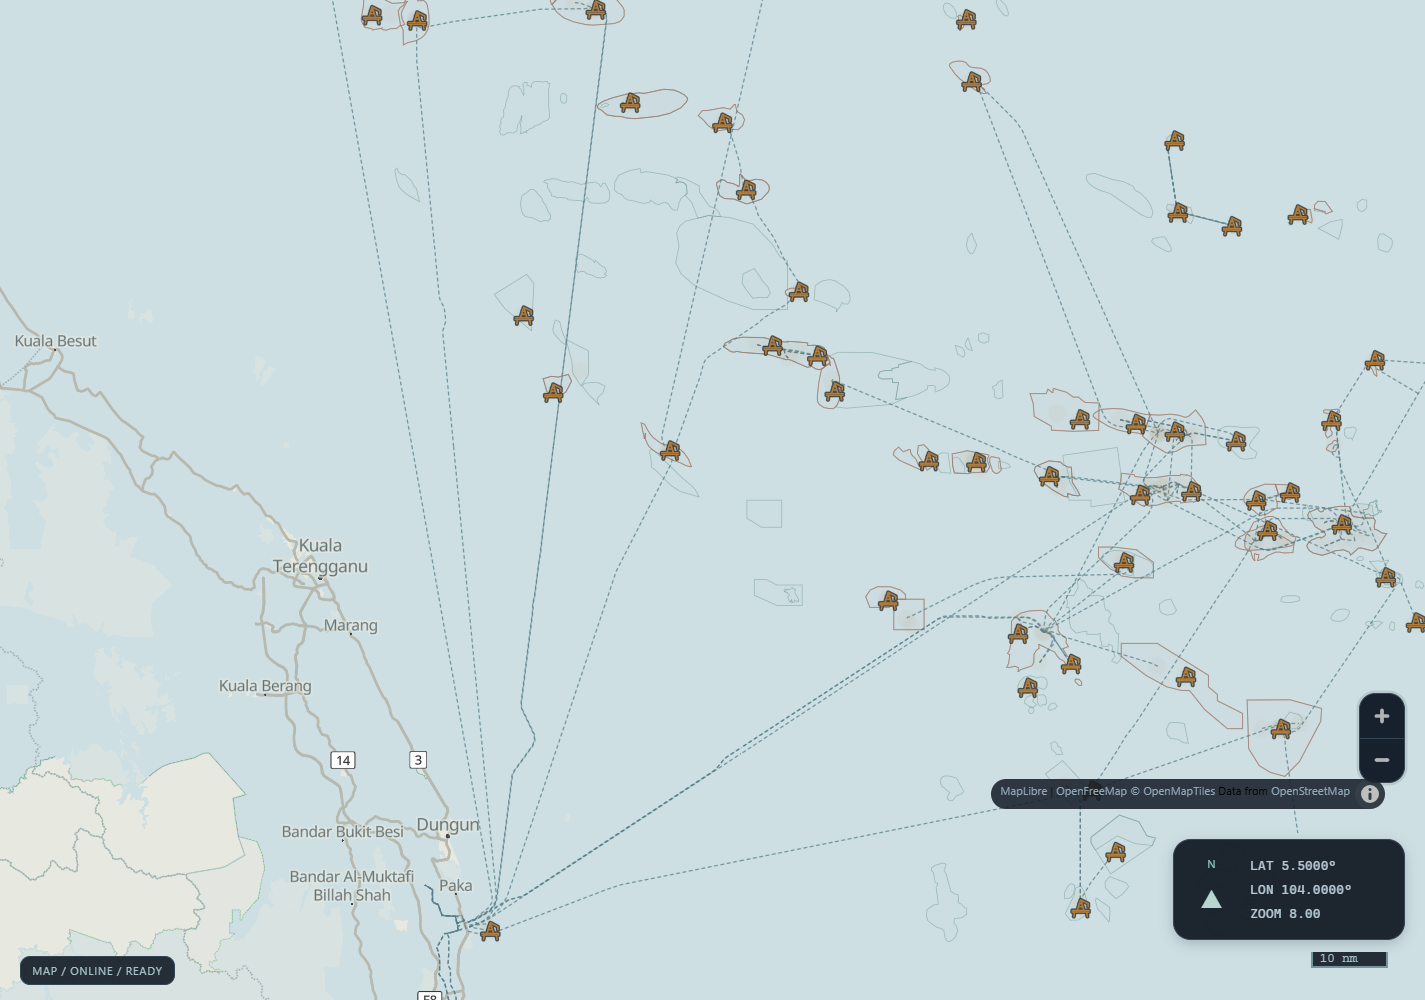 Kuala Besut
Kuala
Terengganu
Marang
Kuala Berang
14
3
Bandar Bukit Besi
Dungun
Bandar Al-Muktafi
Billah Shah
Paka
E8
MapLibre | OpenFreeMap © OpenMapTiles Data from OpenStreetMap
N
LAT 5.5000°
LON 104.0000°
ZOOM 8.00
10 nm
MAP / ONLINE / READY